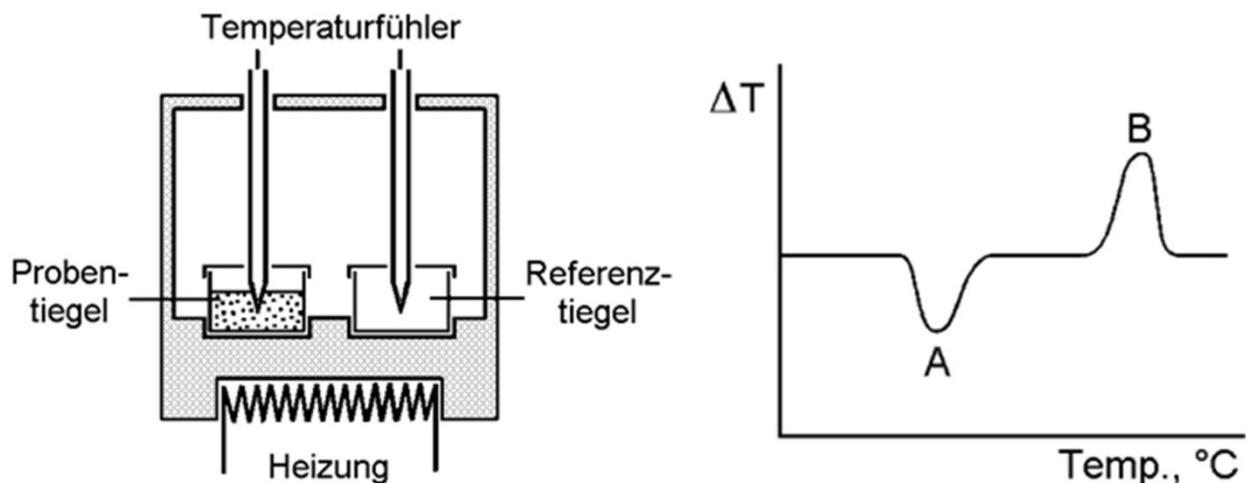 Temperaturfühler
Proben-
tiegel
Referenz-
tiegel
Heizung
ΔT
A
B
Temp., °C